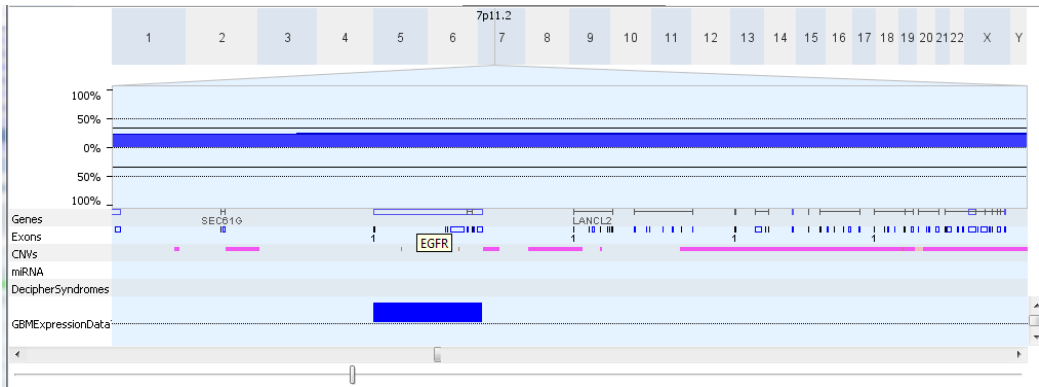 7p11.2
1 2 3 4 5 6 7 8 9 10 11 12 13 14 15 16 17 18 19 20 21 22 X Y
100%
50%
0%
50%
100%
Genes SEC61G LANCL2
Exons 1 1 1 1
EGFR
CNVs
miRNA
DecipherSyndromes
GBMExpressionData